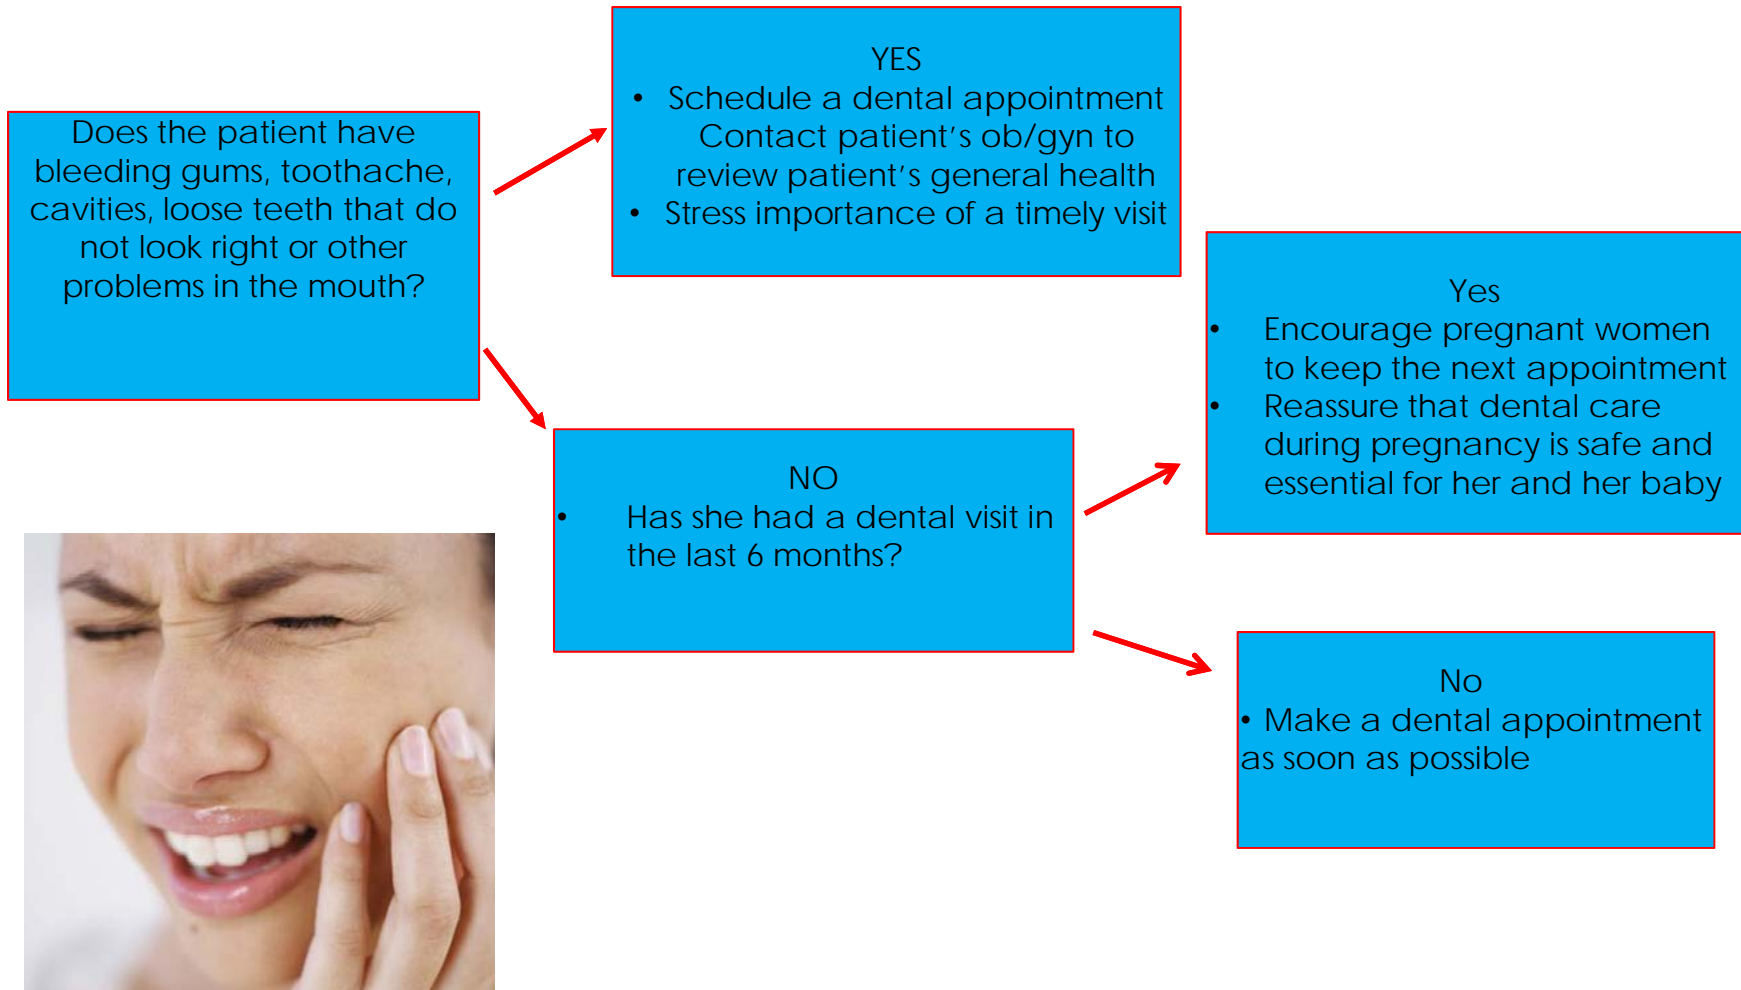 Does the patient have
bleeding gums, toothache,
cavities, loose teeth that do
not look right or other
problems in the mouth?
YES
• Schedule a dental appointment
Contact patient’s ob/gyn to
review patient’s general health
• Stress importance of a timely visit
NO
• Has she had a dental visit in
the last 6 months?
Yes
• Encourage pregnant women
to keep the next appointment
• Reassure that dental care
during pregnancy is safe and
essential for her and her baby
No
• Make a dental appointment
as soon as possible